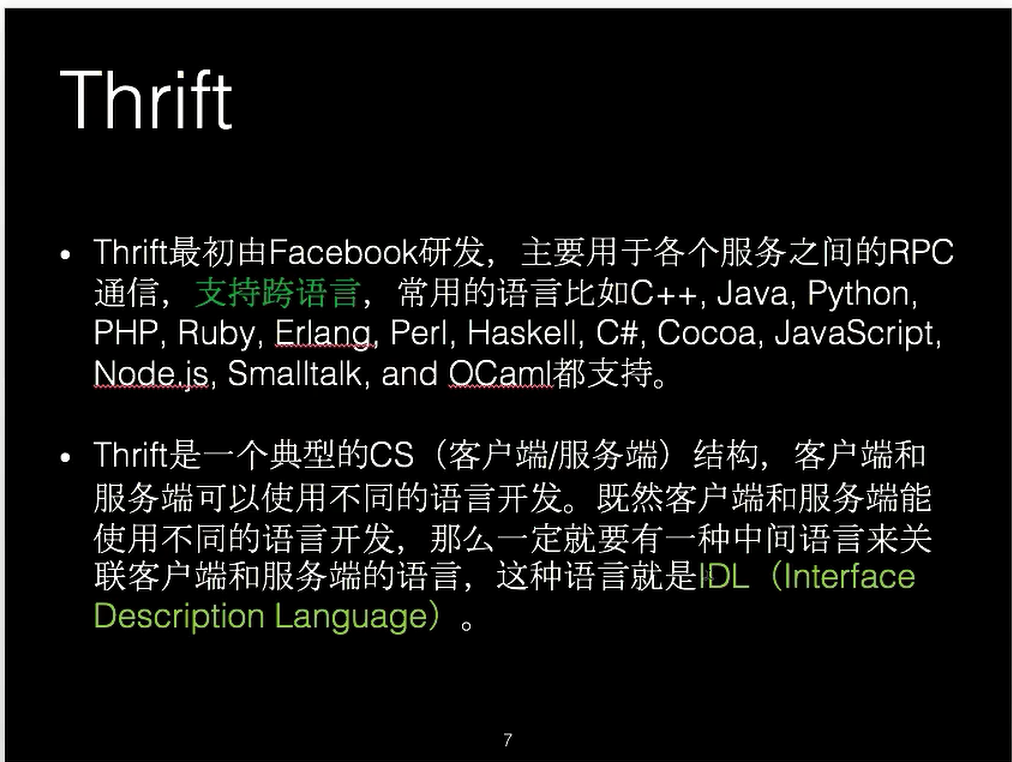 Thrift
• Thrift最初由Facebook研发，主要用于各个服务之间的RPC
通信，支持跨语言，常用的语言比如C++, Java, Python,
PHP, Ruby, Erlang, Perl, Haskell, C#, Cocoa, JavaScript,
Node.js, Smalltalk, and OCaml都支持。
• Thrift是一个典型的CS（客户端/服务端）结构，客户端和
服务端可以使用不同的语言开发。既然客户端和服务端能
使用不同的语言开发，那么一定就要有一种中间语言来关
联客户端和服务端的语言，这种语言就是IDL（Interface
Description Language）。
7